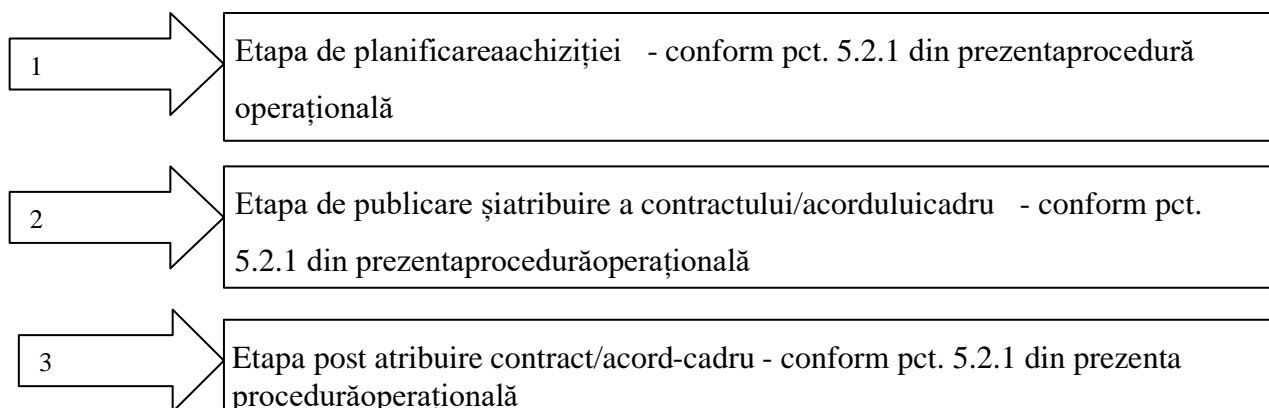 1
Etapa de planificareaachiziției - conform pct. 5.2.1 din prezentaprocedură
operațională
2
Etapa de publicare șiatribuire a contractului/acorduluicadru - conform pct.
5.2.1 din prezentaprocedurăoperațională
3
Etapa post atribuire contract/acord-cadru - conform pct. 5.2.1 din prezenta
procedurăoperațională